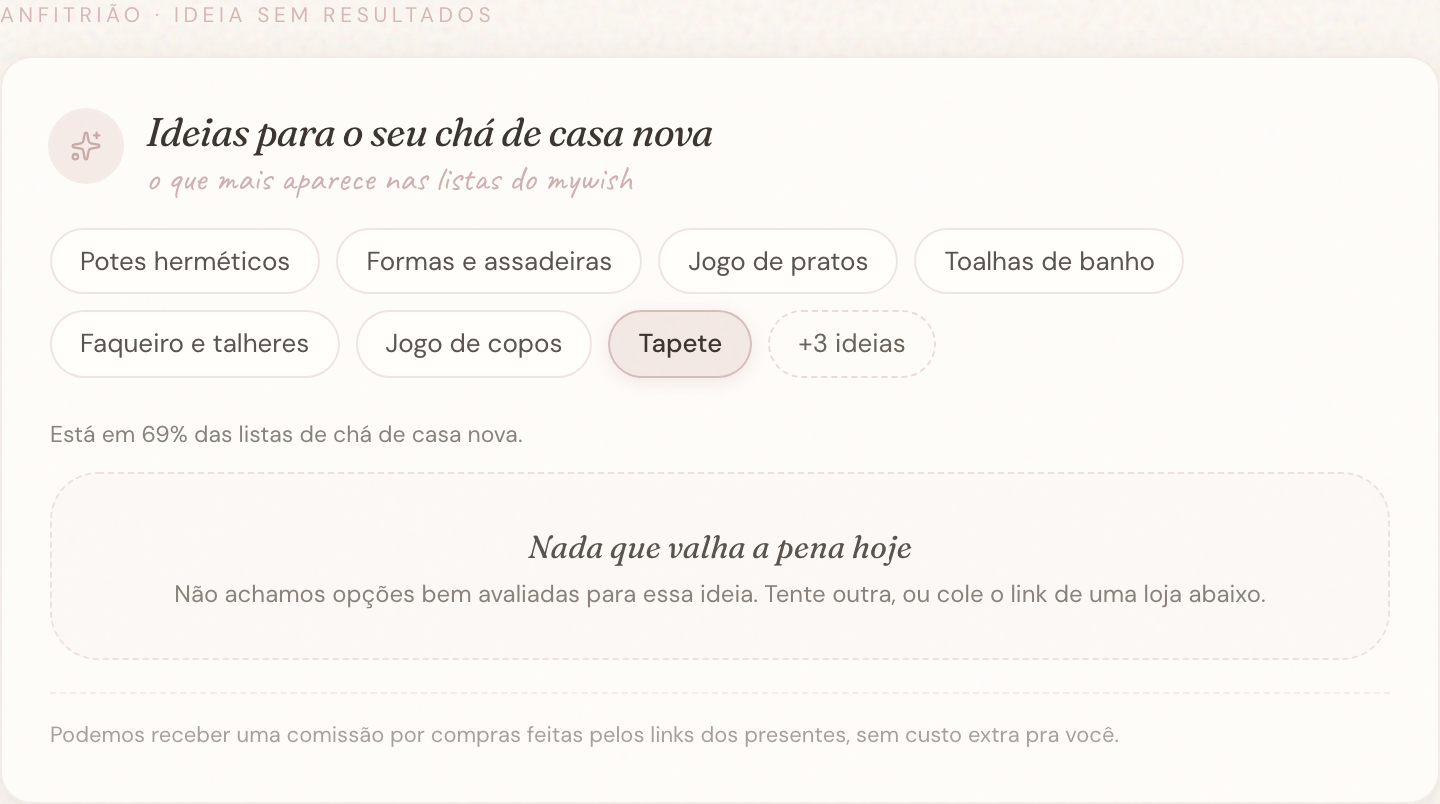 ANFITRIÃO · IDEIA SEM RESULTADOS
Ideias para o seu chá de casa nova
o que mais aparece nas listas do mywish
Potes herméticos
Formas e assadeiras
Jogo de pratos
Toalhas de banho
Faqueiro e talheres
Jogo de copos
Tapete
+3 ideias
Está em 69% das listas de chá de casa nova.
Nada que valha a pena hoje
Não achamos opções bem avaliadas para essa ideia. Tente outra, ou cole o link de uma loja abaixo.
Podemos receber uma comissão por compras feitas pelos links dos presentes, sem custo extra pra você.